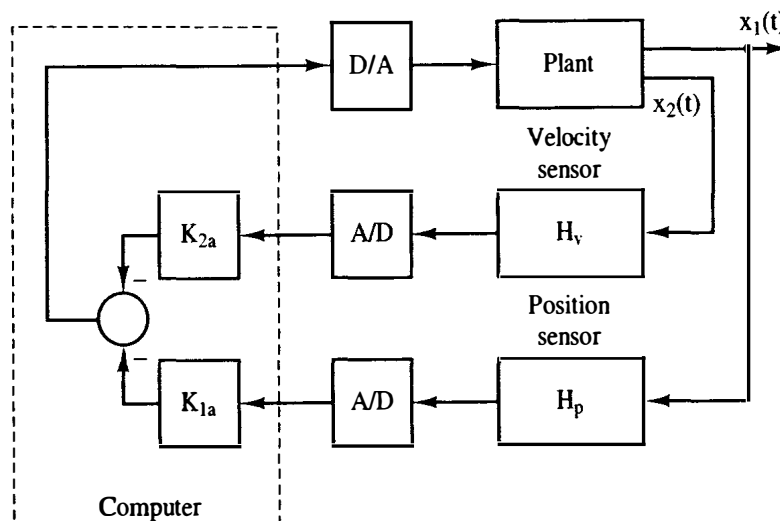 x₁(t)
D/A
Plant
x₂(t)
Velocity
sensor
K₂ₐ
A/D
Hᵥ
−
Position
sensor
−
K₁ₐ
A/D
Hₚ
Computer